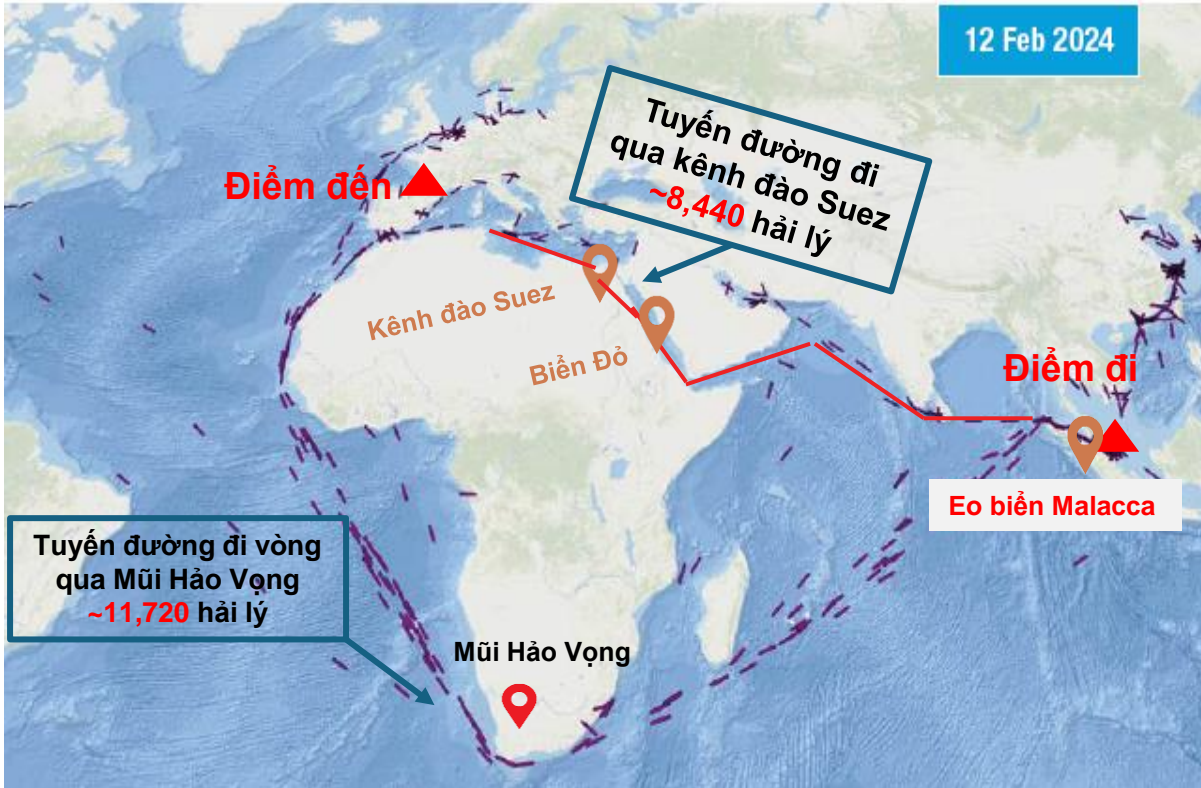 12 Feb 2024
Tuyến đường đi
qua kênh đào Suez
~8,440 hải lý
Điểm đến
Kênh đào Suez
Biển Đỏ
Điểm đi
Eo biển Malacca
Tuyến đường đi vòng
qua Mũi Hảo Vọng
~11,720 hải lý
Mũi Hảo Vọng